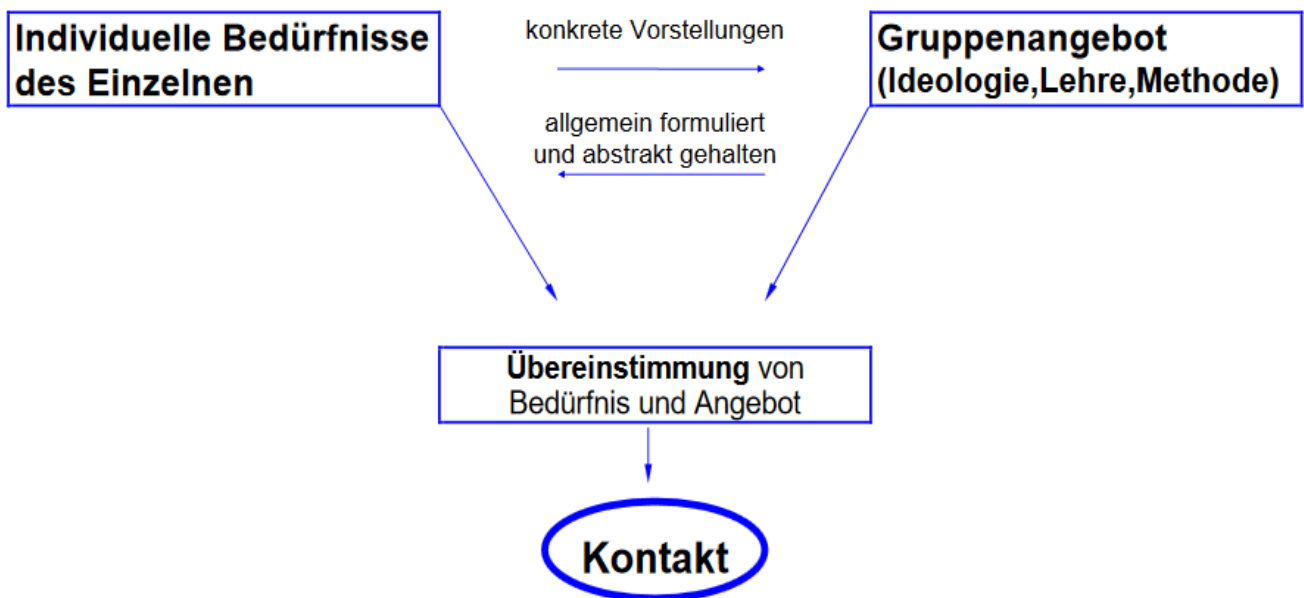 Individuelle Bedürfnisse
des Einzelnen
konkrete Vorstellungen
Gruppenangebot
(Ideologie,Lehre,Methode)
allgemein formuliert
und abstrakt gehalten
Übereinstimmung von
Bedürfnis und Angebot
Kontakt